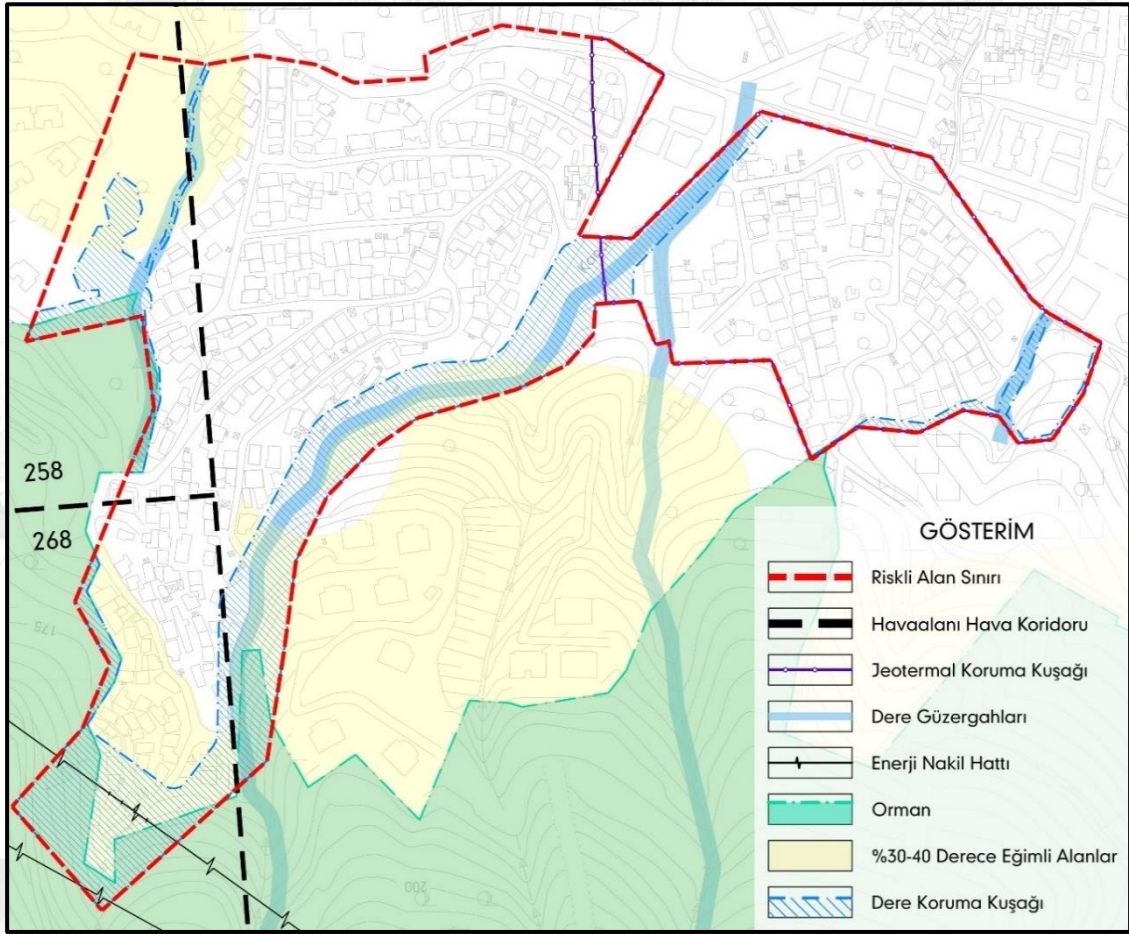 258
268
175
200
GÖSTERİM
Riskli Alan Sınırı
Havaalanı Hava Koridoru
Jeotermal Koruma Kuşağı
Dere Güzergahları
Enerji Nakil Hattı
Orman
%30-40 Derece Eğimli Alanlar
Dere Koruma Kuşağı